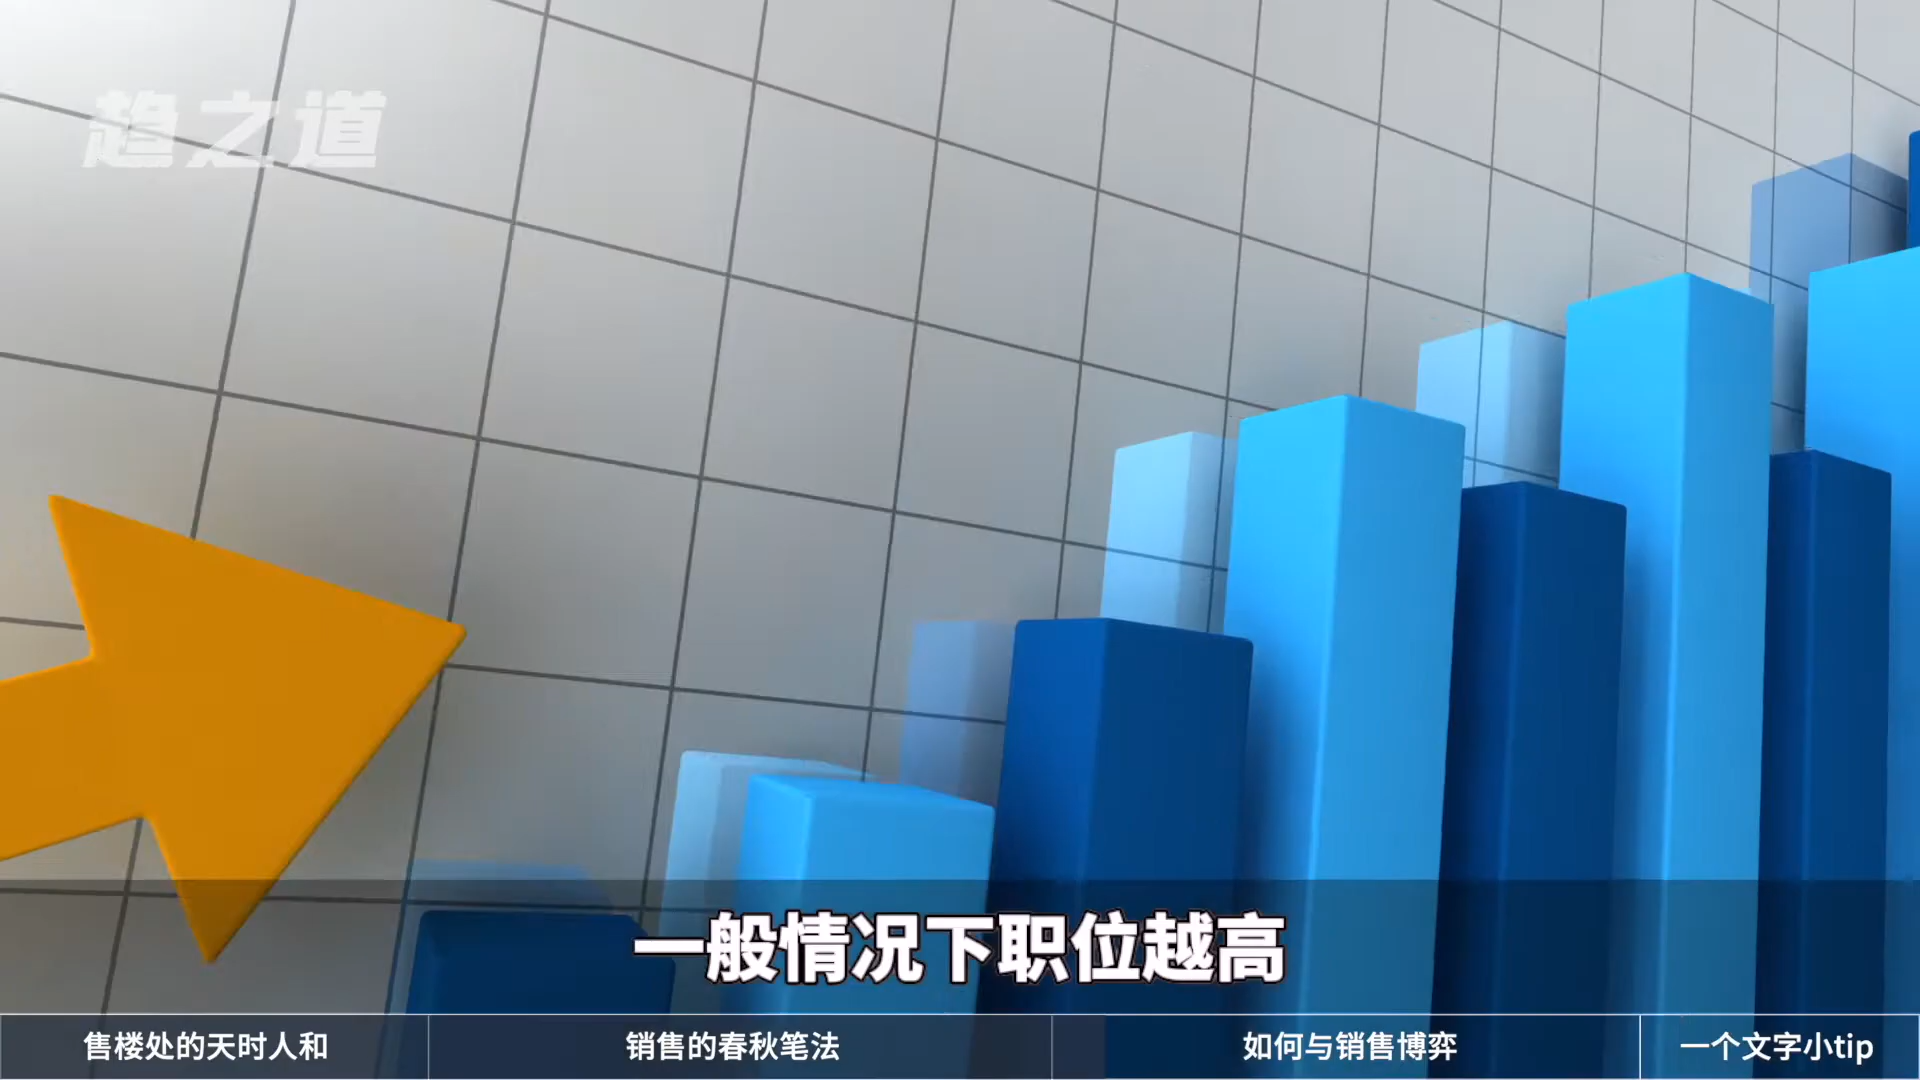 趋之道
一般情况下职位越高
售楼处的天时人和
销售的春秋笔法
如何与销售博弈
一个文字小tip